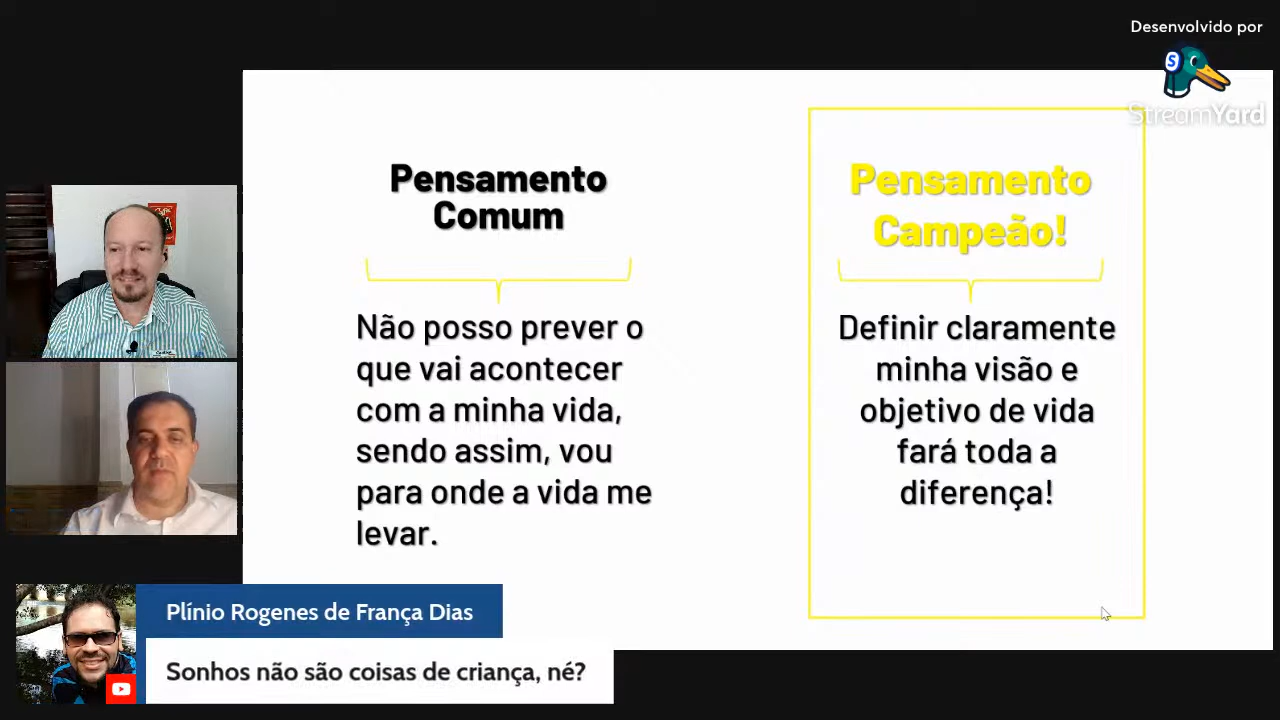 Desenvolvido por
StreamYard
Pensamento
Comum
Não posso prever o
que vai acontecer
com a minha vida,
sendo assim, vou
para onde a vida me
levar.
Pensamento
Campeão!
Definir claramente
minha visão e
objetivo de vida
fará toda a
diferença!
Plínio Rogenes de França Dias
Sonhos não são coisas de criança, né?